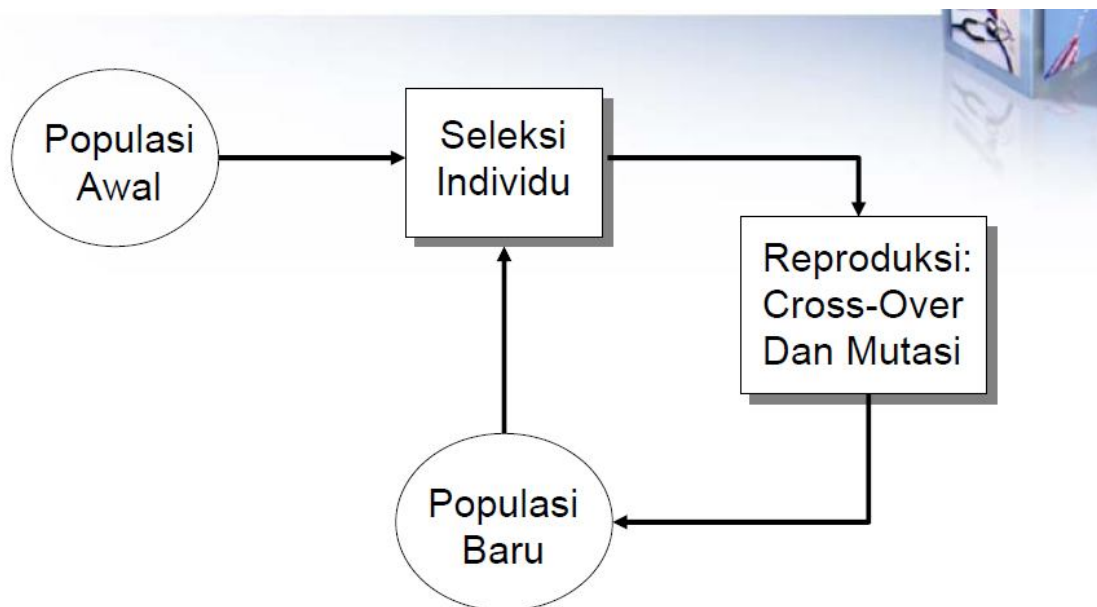 Populasi
Awal
Seleksi
Individu
Reproduksi:
Cross-Over
Dan Mutasi
Populasi
Baru